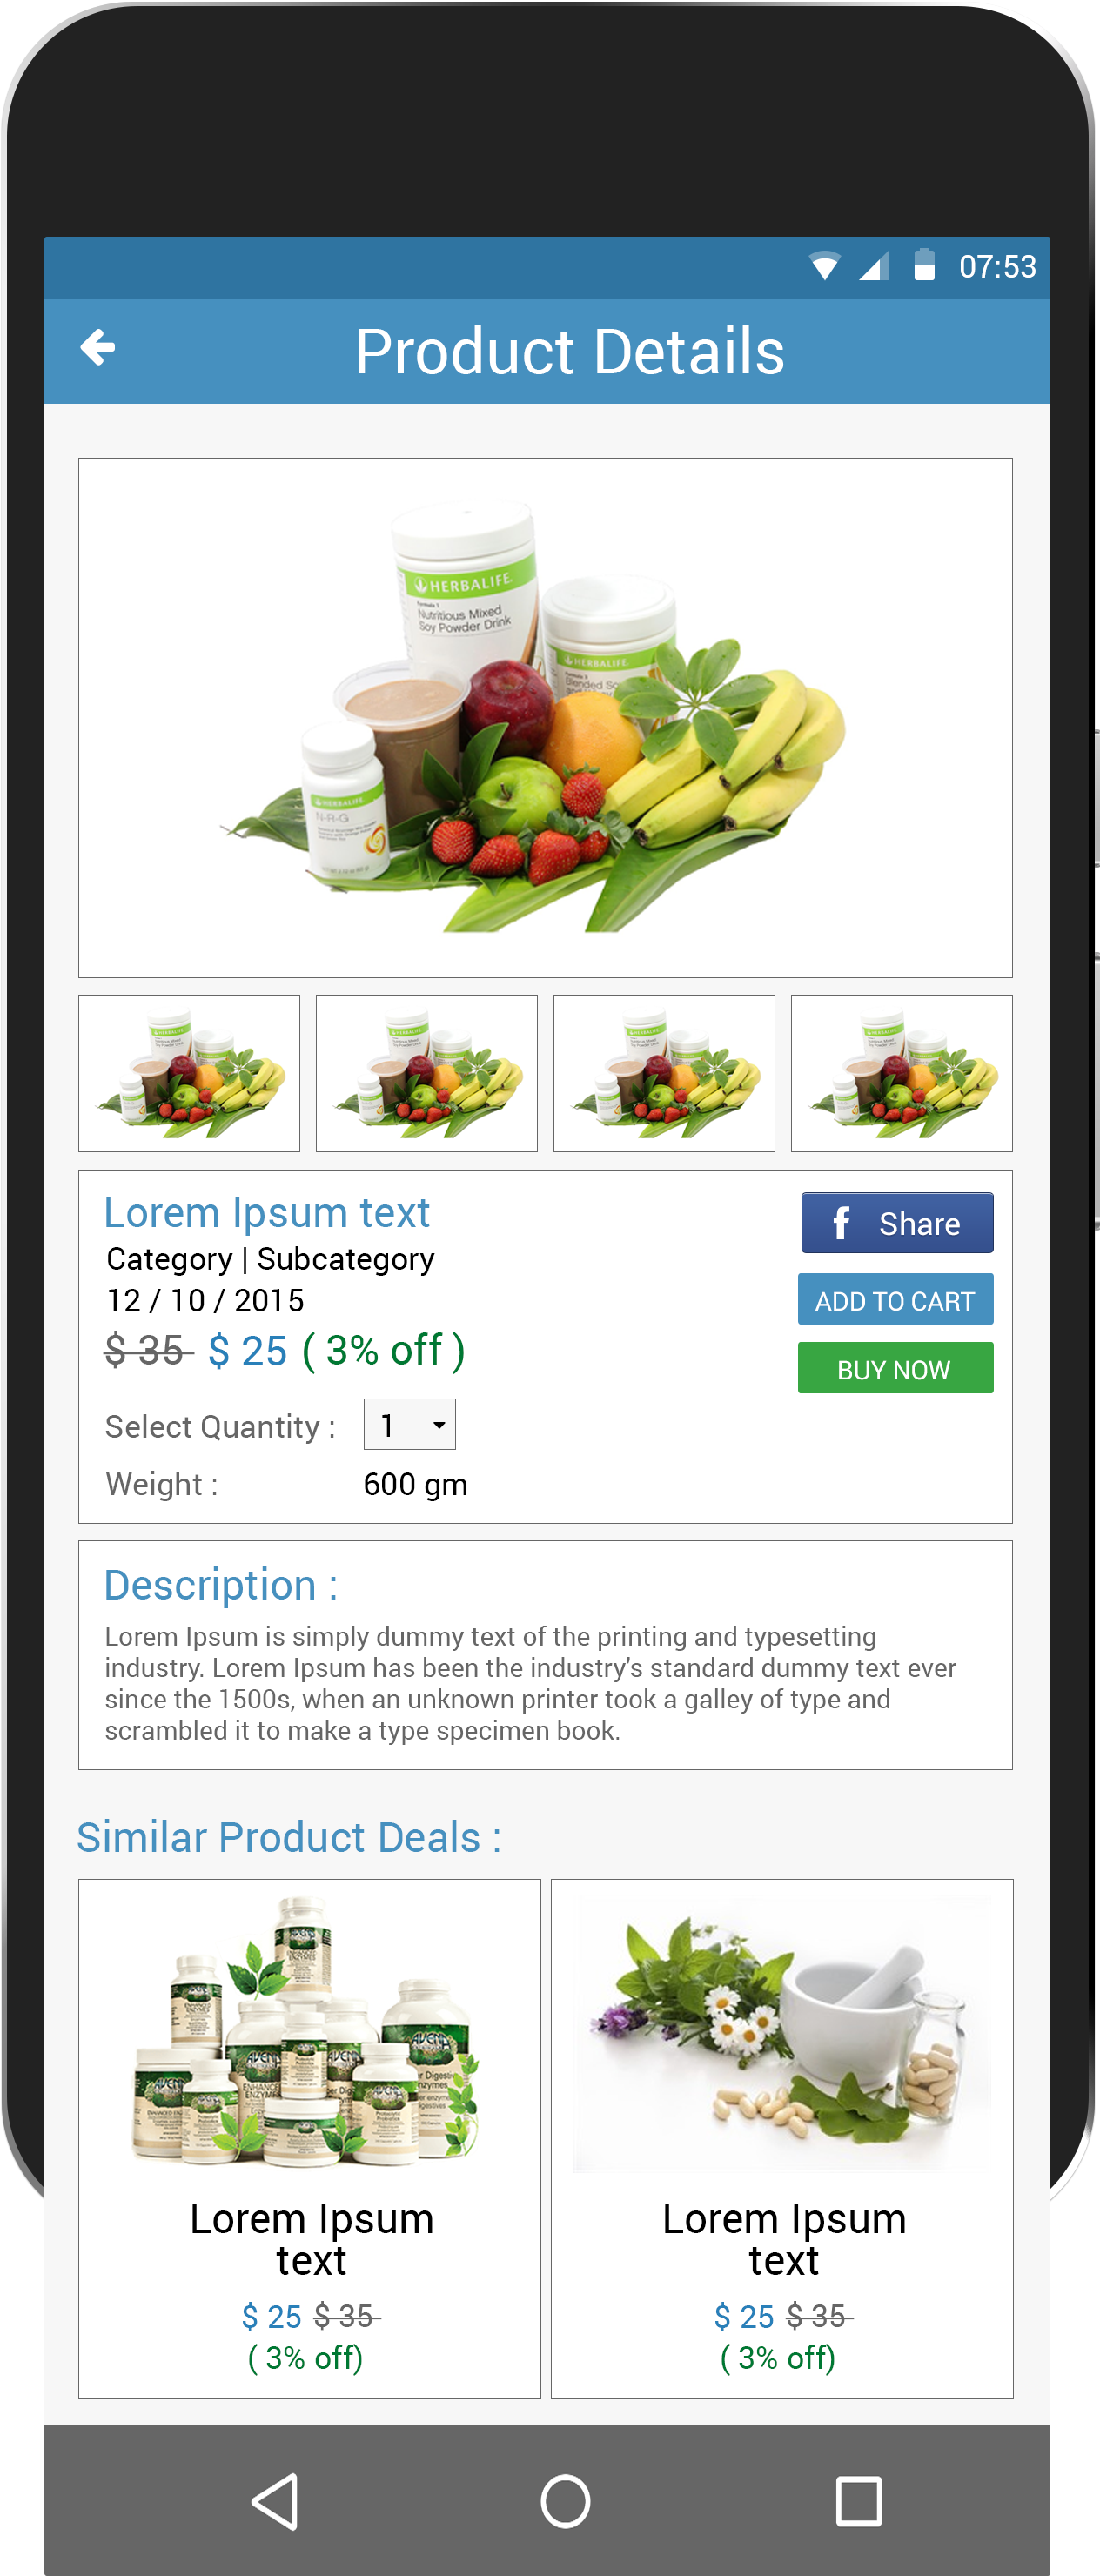 07:53
Product Details
HERBALIFE
Formula 1
Nutritious Mixed
Soy Powder Drink
HERBALIFE
HERBALIFE
N-R-G
Lorem Ipsum text
Category | Subcategory
12 / 10 / 2015
$ 35 $ 25 ( 3% off )
Select Quantity : 1
Weight : 600 gm
f Share
ADD TO CART
BUY NOW
Description :
Lorem Ipsum is simply dummy text of the printing and typesetting
industry. Lorem Ipsum has been the industry's standard dummy text ever
since the 1500s, when an unknown printer took a galley of type and
scrambled it to make a type specimen book.
Similar Product Deals :
Lorem Ipsum
text
$ 25 $ 35
( 3% off)
Lorem Ipsum
text
$ 25 $ 35
( 3% off)